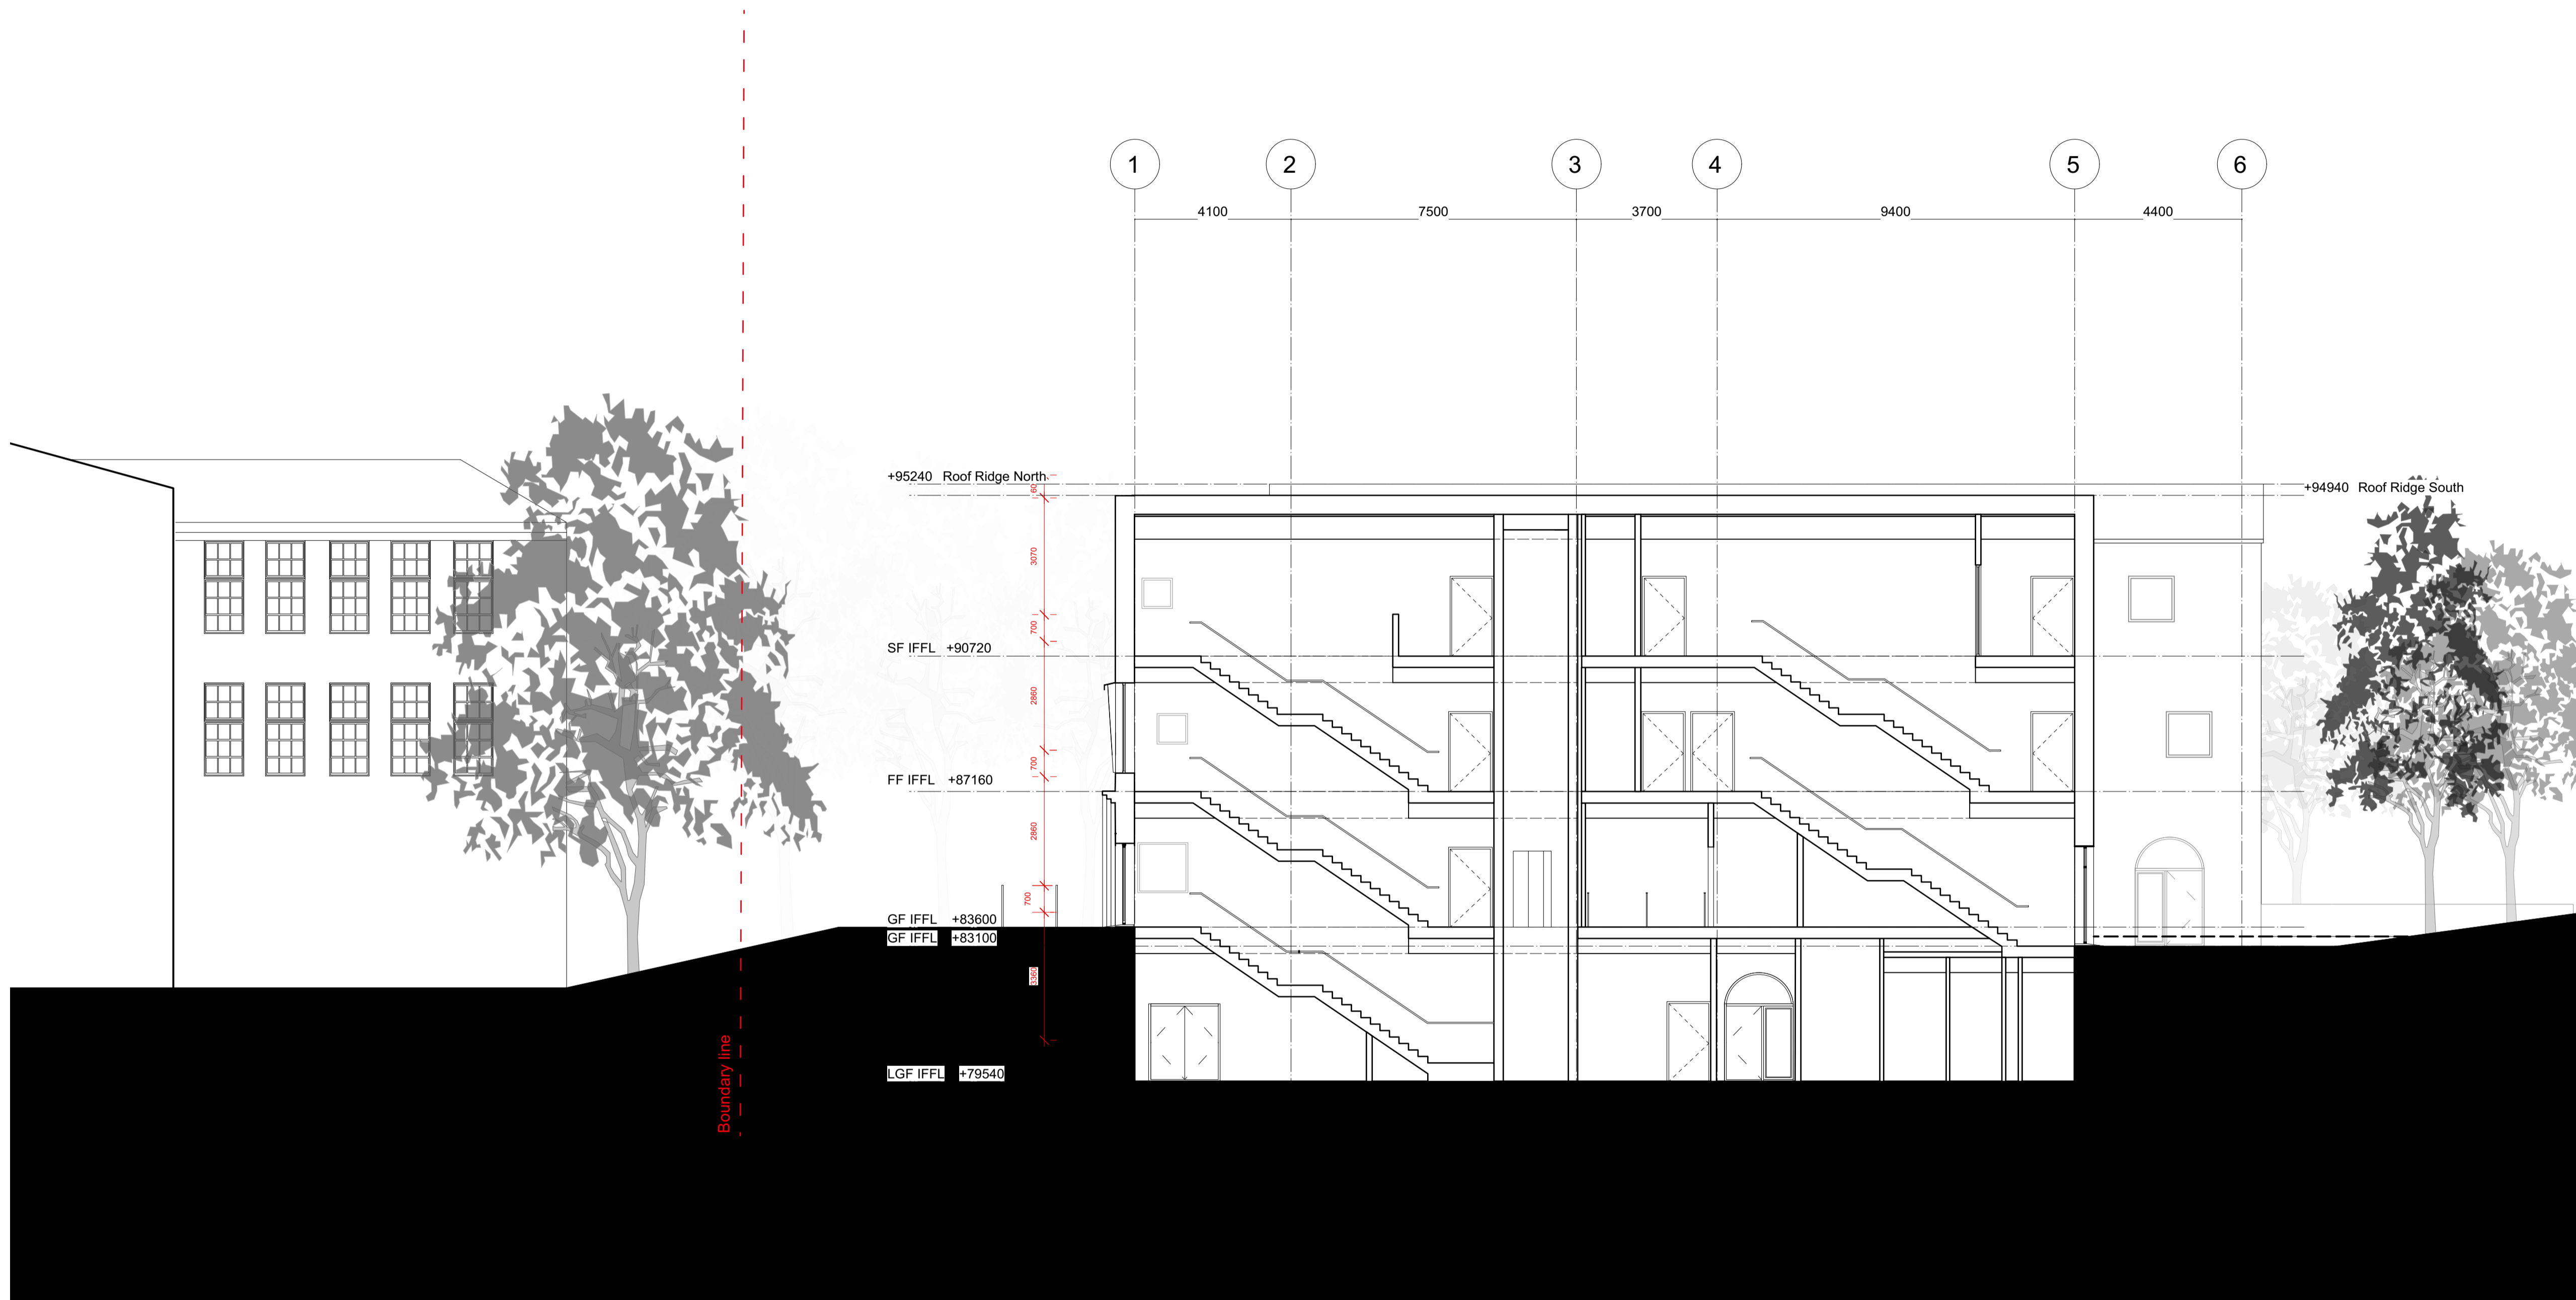 1 2 3 4 5 6
4100 7500 3700 9400 4400
+95240 Roof Ridge North
+94940 Roof Ridge South
60
3070
700
SF IFFL +90720
2860
700
FF IFFL +87160
2860
700
GF IFFL +83600
GF IFFL +83100
3360
LGF IFFL +79540
Boundary line